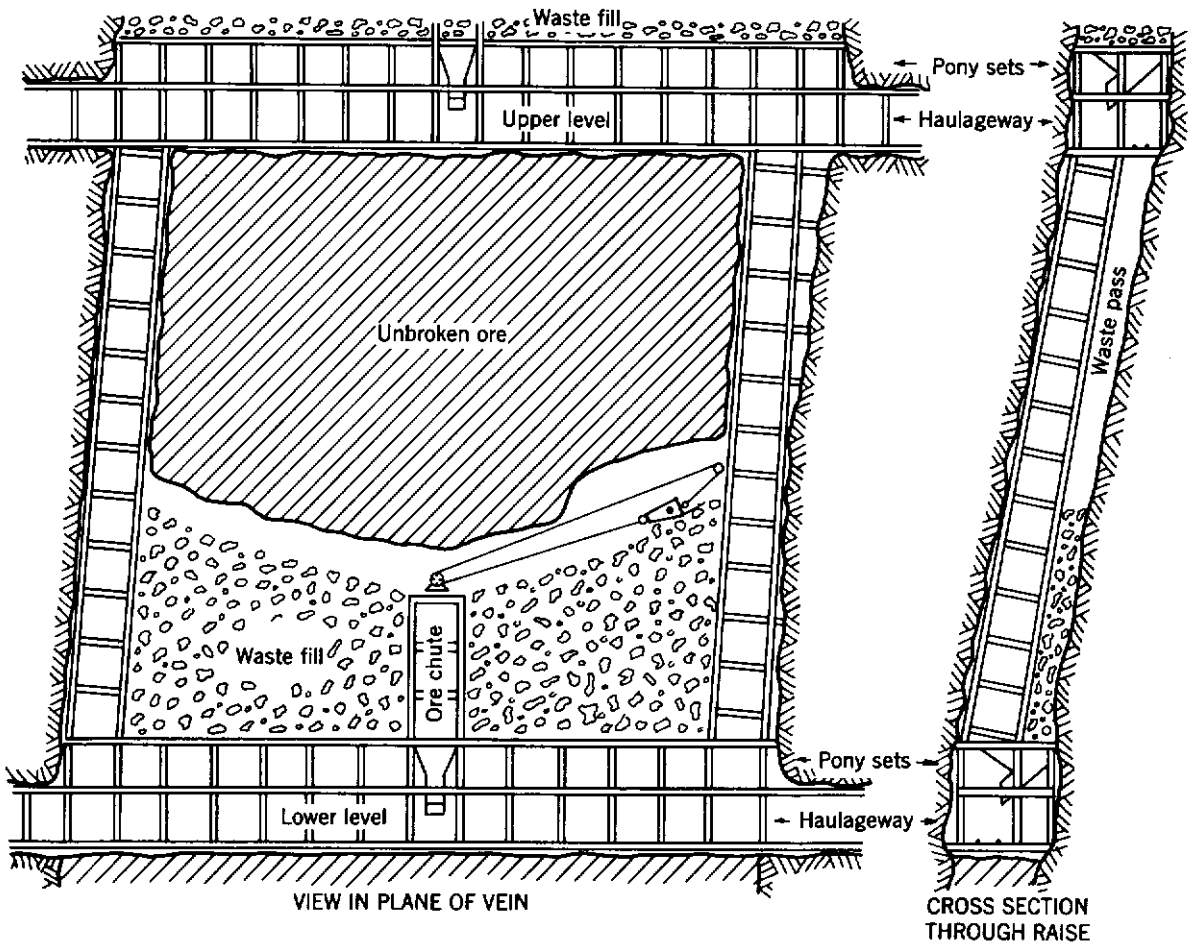 Waste fill
Pony sets
Upper level
Haulageway
Unbroken ore
Waste pass
Waste fill
Ore chute
Pony sets
Lower level
Haulageway
VIEW IN PLANE OF VEIN
CROSS SECTION
THROUGH RAISE